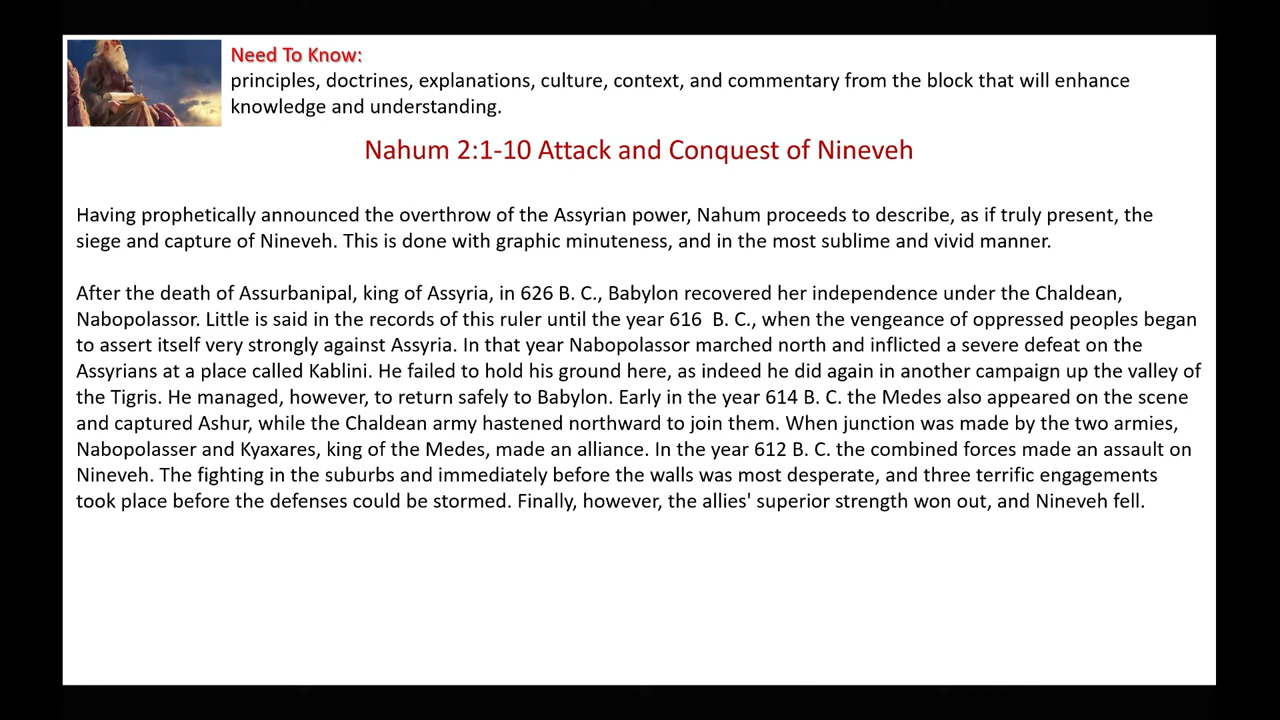 Need To Know:
principles, doctrines, explanations, culture, context, and commentary from the block that will enhance
knowledge and understanding.
Nahum 2:1-10 Attack and Conquest of Nineveh
Having prophetically announced the overthrow of the Assyrian power, Nahum proceeds to describe, as if truly present, the
siege and capture of Nineveh. This is done with graphic minuteness, and in the most sublime and vivid manner.
After the death of Assurbanipal, king of Assyria, in 626 B. C., Babylon recovered her independence under the Chaldean,
Nabopolassor. Little is said in the records of this ruler until the year 616  B. C., when the vengeance of oppressed peoples began
to assert itself very strongly against Assyria. In that year Nabopolassor marched north and inflicted a severe defeat on the
Assyrians at a place called Kablini. He failed to hold his ground here, as indeed he did again in another campaign up the valley of
the Tigris. He managed, however, to return safely to Babylon. Early in the year 614 B. C. the Medes also appeared on the scene
and captured Ashur, while the Chaldean army hastened northward to join them. When junction was made by the two armies,
Nabopolasser and Kyaxares, king of the Medes, made an alliance. In the year 612 B. C. the combined forces made an assault on
Nineveh. The fighting in the suburbs and immediately before the walls was most desperate, and three terrific engagements
took place before the defenses could be stormed. Finally, however, the allies' superior strength won out, and Nineveh fell.